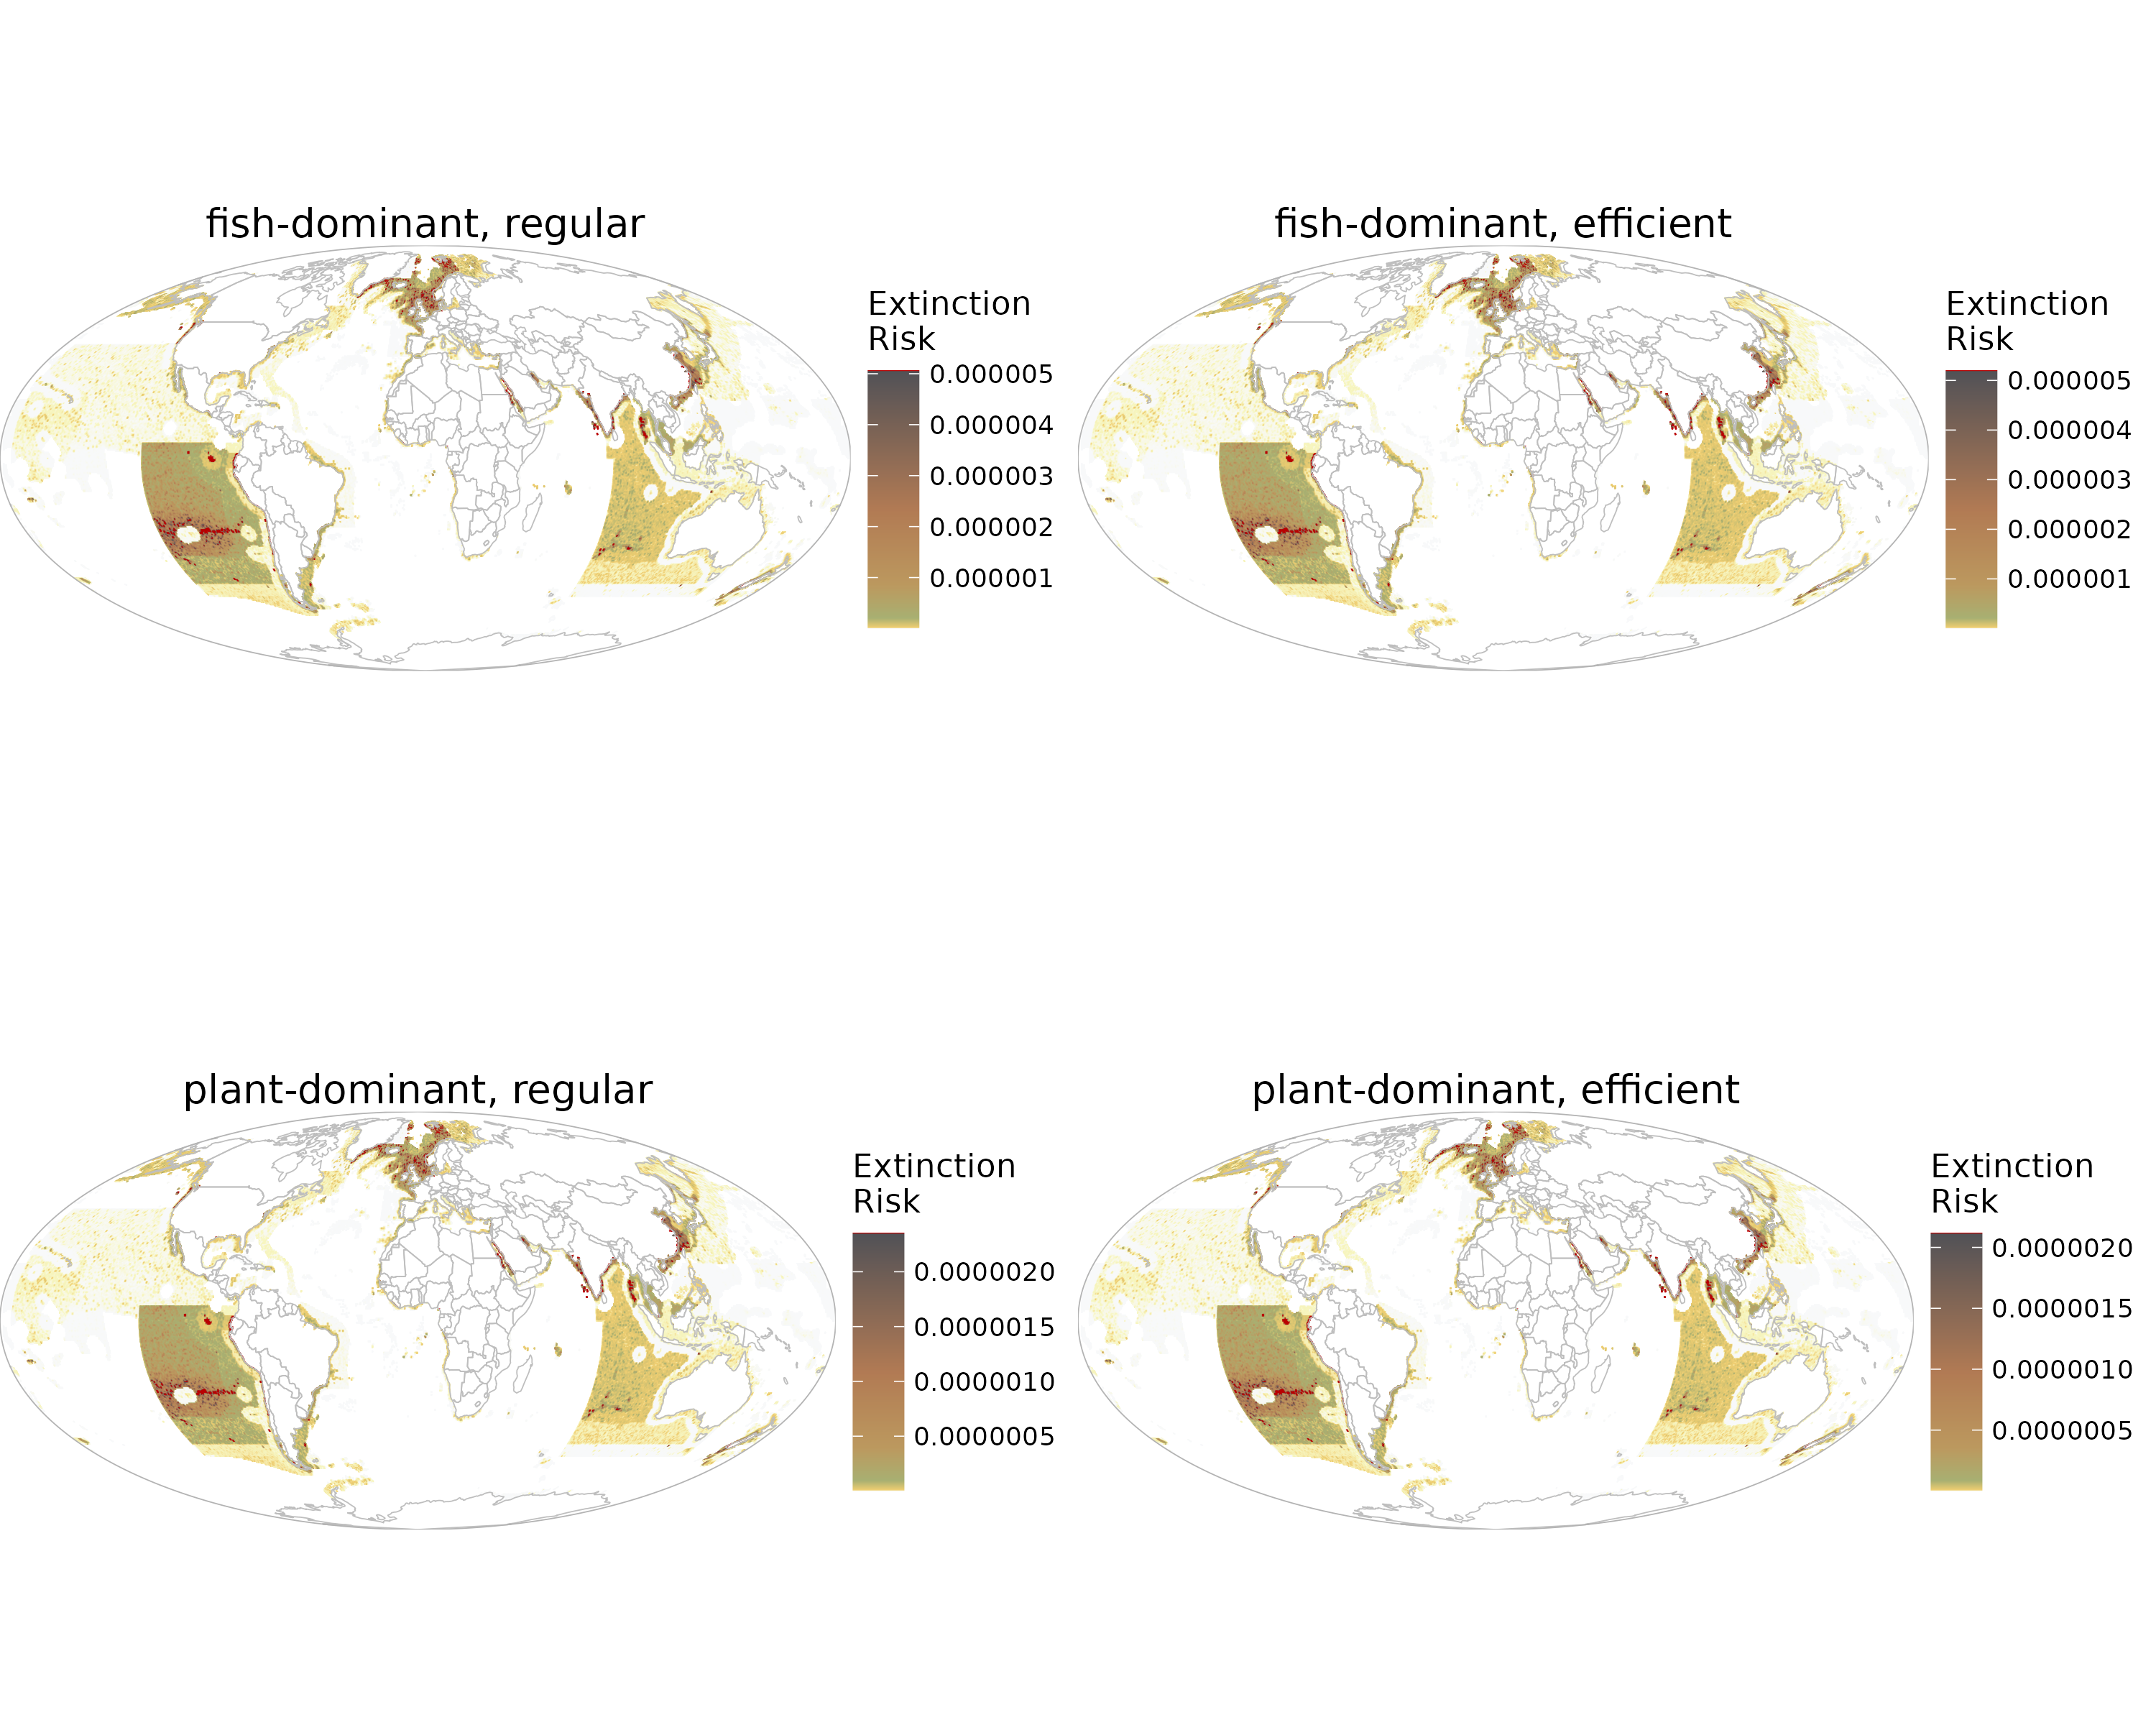 fish-dominant, regular
Extinction
Risk
0.000005
0.000004
0.000003
0.000002
0.000001
fish-dominant, efficient
Extinction
Risk
0.000005
0.000004
0.000003
0.000002
0.000001
plant-dominant, regular
Extinction
Risk
0.0000020
0.0000015
0.0000010
0.0000005
plant-dominant, efficient
Extinction
Risk
0.0000020
0.0000015
0.0000010
0.0000005